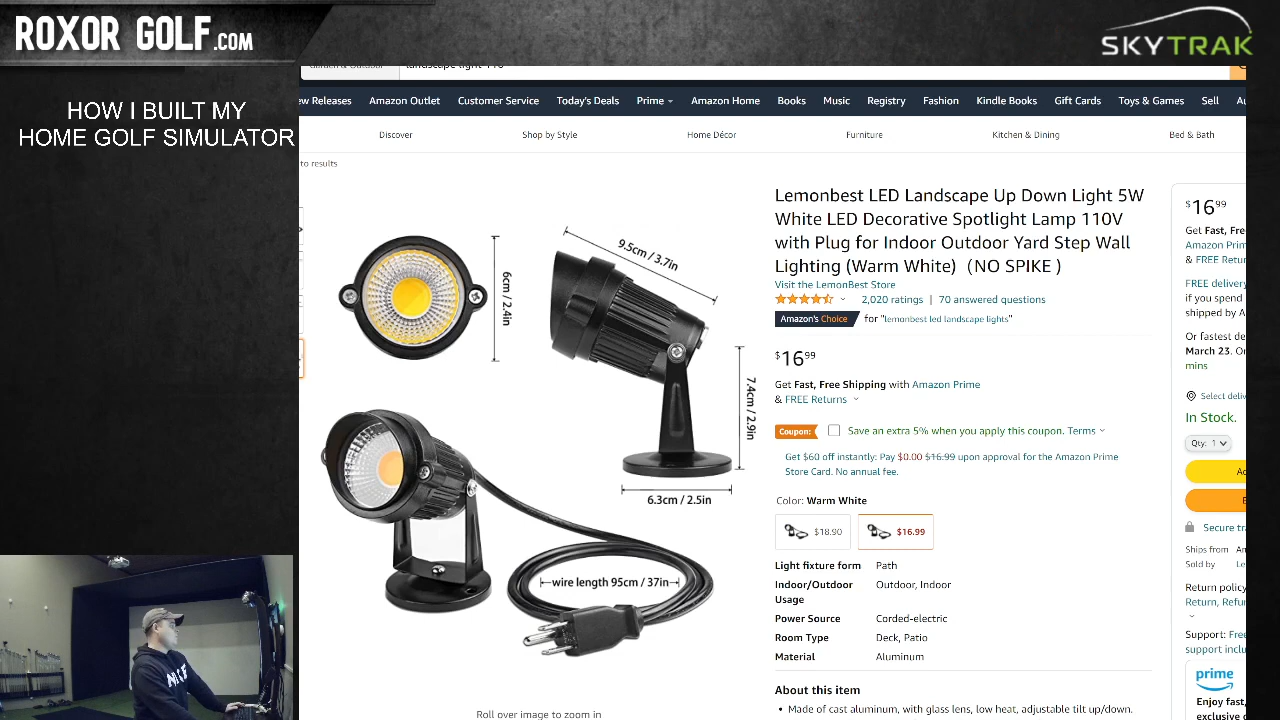 ROXOR GOLF.COM
SKYTRAK
HOW I BUILT MY
HOME GOLF SIMULATOR
ew Releases Amazon Outlet Customer Service Today's Deals Prime Amazon Home Books Music Registry Fashion Kindle Books Gift Cards Toys & Games Sell
Discover Shop by Style Home Décor Furniture Kitchen & Dining Bed & Bath
to results
Lemonbest LED Landscape Up Down Light 5W
White LED Decorative Spotlight Lamp 110V
with Plug for Indoor Outdoor Yard Step Wall
Lighting (Warm White) (NO SPIKE )
Visit the LemonBest Store
2,020 ratings | 70 answered questions
Amazon's Choice for "lemonbest led landscape lights"
$16 99
Get Fast, Free Shipping with Amazon Prime
& FREE Returns
Coupon: Save an extra 5% when you apply this coupon. Terms
Get $60 off instantly: Pay $0.00 $16.99 upon approval for the Amazon Prime
Store Card. No annual fee.
Color: Warm White
$18.90 $16.99
Light fixture form Path
Indoor/Outdoor Usage Outdoor, Indoor
Power Source Corded-electric
Room Type Deck, Patio
Material Aluminum
About this item
• Made of cast aluminum, with glass lens, low heat, adjustable tilt up/down.
6cm / 2.4in
9.5cm / 3.7in
7.4cm / 2.9in
6.3cm / 2.5in
wire length 95cm / 37in
Roll over image to zoom in
$16 99
Get Fast, Fre
Amazon Prim
& FREE Retu
FREE delivery
if you spend
shipped by A
Or fastest de
March 23. Or
mins
Select deliv
In Stock.
Qty: 1
Secure tra
Ships from Am
Sold by Le
Return policy
Return, Refun
Support: Free
support inclu
prime
Enjoy fast,
exclusive